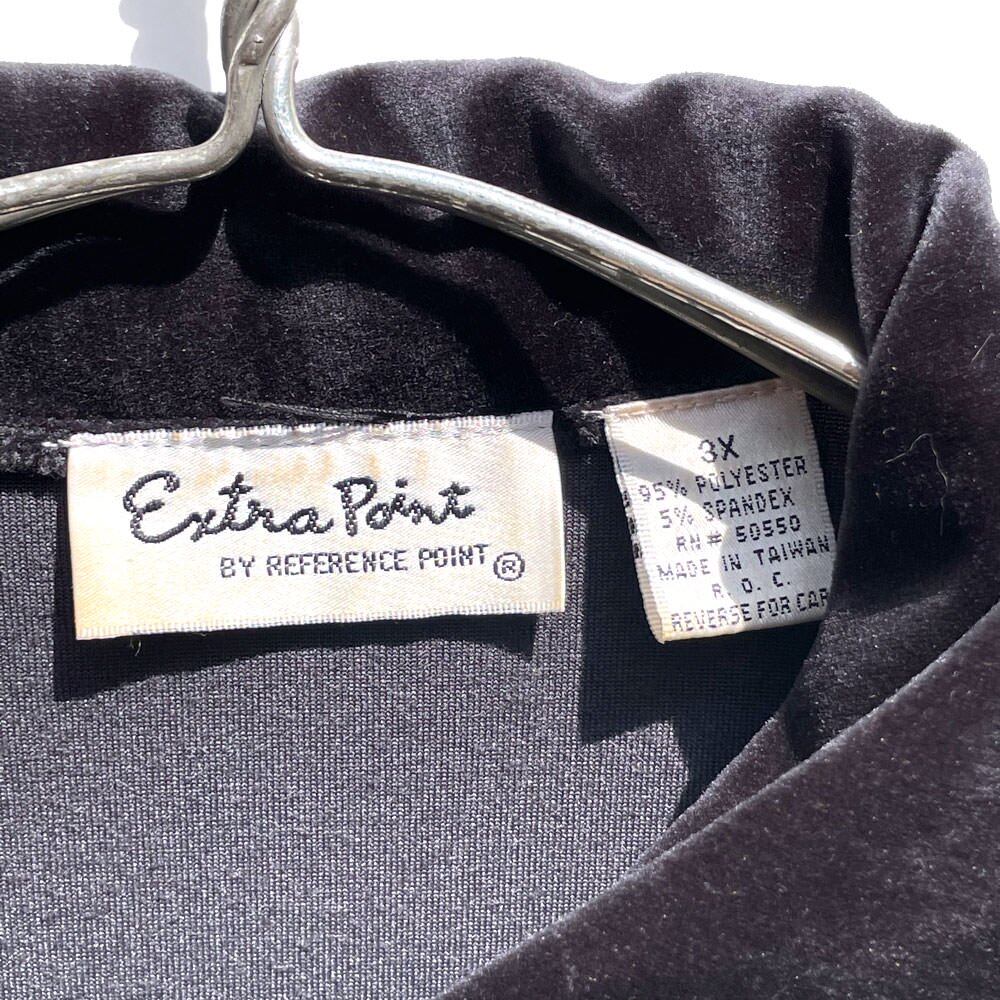 Extra Point
BY REFERENCE POINT ®
3X
95% POLYESTER
5% SPANDEX
RN # 50550
MADE IN TAIWAN
R. O. C.
REVERSE FOR CAR